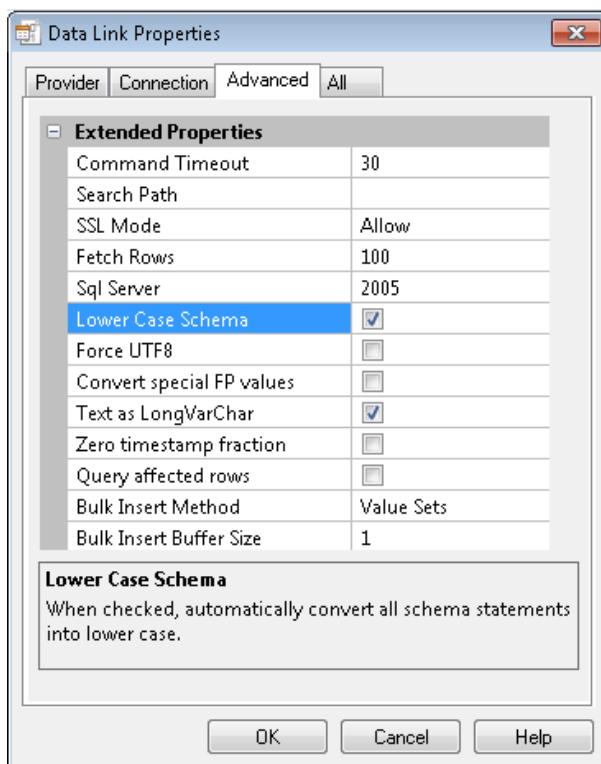 Data Link Properties
Provider Connection Advanced All
Extended Properties
Command Timeout 30
Search Path
SSL Mode Allow
Fetch Rows 100
Sql Server 2005
Lower Case Schema
Force UTF8
Convert special FP values
Text as LongVarChar
Zero timestamp fraction
Query affected rows
Bulk Insert Method Value Sets
Bulk Insert Buffer Size 1
Lower Case Schema
When checked, automatically convert all schema statements
into lower case.
OK Cancel Help